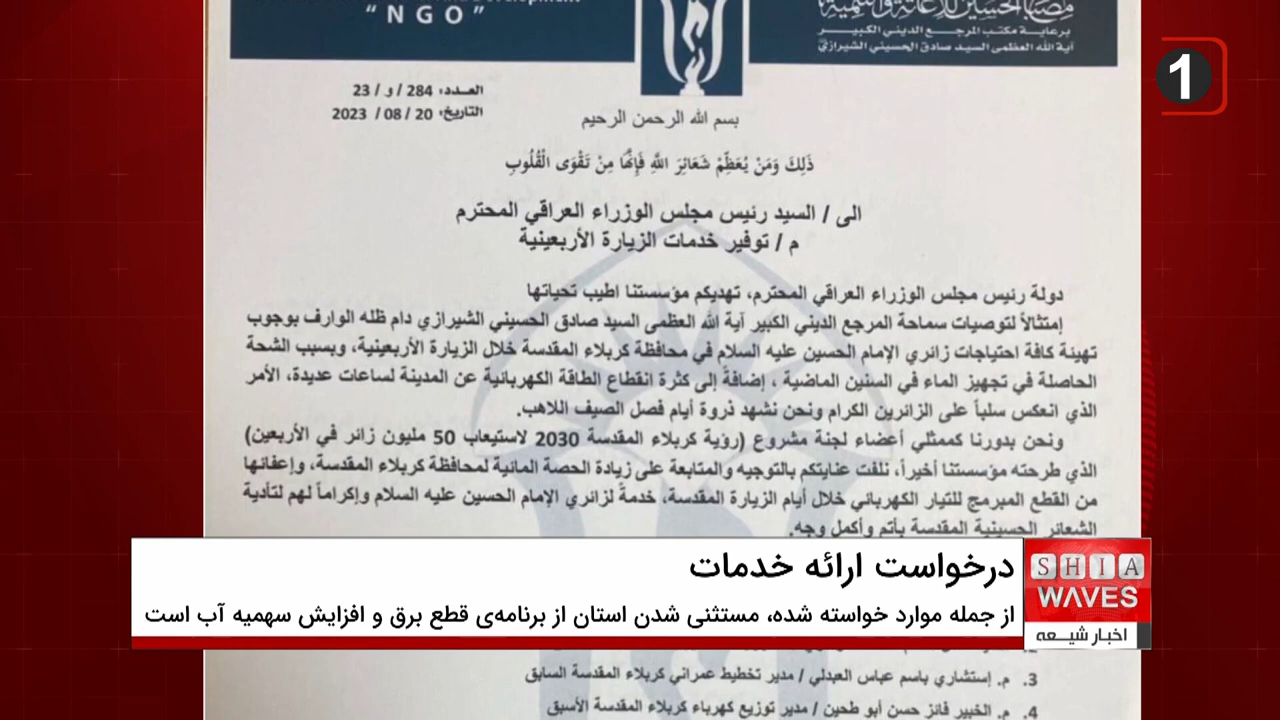 “ N G O ”
مصباح الحسين للإغاثة والتنمية
برعاية مكتب المرجع الديني الكبير
آية الله العظمى السيد صادق الحسيني الشيرازي
1
العدد: 284 / و / 23
التاريخ: 20 / 08 / 2023
بسم الله الرحمن الرحيم
ذَلِكَ وَمَنْ يُعَظِّمْ شَعَائِرَ اللَّهِ فَإِنَّهَا مِنْ تَقْوَى الْقُلُوبِ
الى / السيد رئيس مجلس الوزراء العراقي المحترم
م / توفير خدمات الزيارة الأربعينية
دولة رئيس مجلس الوزراء العراقي المحترم، تهديكم مؤسستنا اطيب تحياتها
إمتثالاً لتوصيات سماحة المرجع الديني الكبير آية الله العظمى السيد صادق الحسيني الشيرازي دام ظله الوارف بوجوب
تهيئة كافة احتياجات زائري الإمام الحسين عليه السلام في محافظة كربلاء المقدسة خلال الزيارة الأربعينية، وبسبب الشحة
الحاصلة في تجهيز الماء في السنين الماضية ، إضافةً إلى كثرة انقطاع الطاقة الكهربائية عن المدينة لساعات عديدة، الأمر
الذي انعكس سلباً على الزائرين الكرام ونحن نشهد ذروة أيام فصل الصيف اللاهب.
ونحن بدورنا كممثلي أعضاء لجنة مشروع (رؤية كربلاء المقدسة 2030 لاستيعاب 50 مليون زائر في الأربعين)
الذي طرحته مؤسستنا أخيراً، نلفت عنايتكم بالتوجيه والمتابعة على زيادة الحصة المائية لمحافظة كربلاء المقدسة، وإعفائها
من القطع المبرمج للتيار الكهربائي خلال أيام الزيارة المقدسة، خدمةً لزائري الإمام الحسين عليه السلام وإكراماً لهم لتأدية
الشعائر الحسينية المقدسة بأتم وأكمل وجه.
درخواست ارائه خدمات
از جمله موارد خواسته شده، مستثنی شدن استان از برنامه‌ی قطع برق و افزایش سهمیه آب است
SHIA
WAVES
اخبار شیـعه
3. م. إستشاري باسم عباس العبدلي / مدير تخطيط عمراني كربلاء المقدسة السابق
4. م. الخبير فائز حسن أبو طحين / مدير توزيع كهرباء كربلاء المقدسة الأسبق